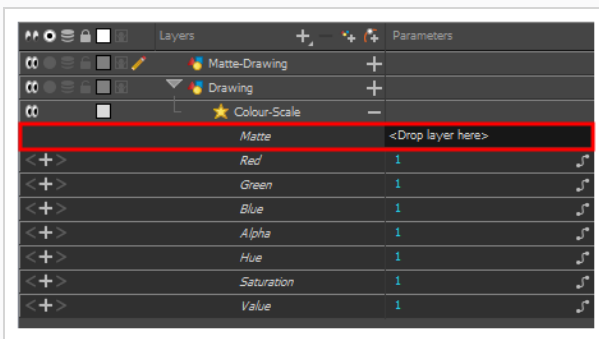 Layers Parameters
Matte-Drawing
Drawing
Colour-Scale
Matte <Drop layer here>
Red 1
Green 1
Blue 1
Alpha 1
Hue 1
Saturation 1
Value 1